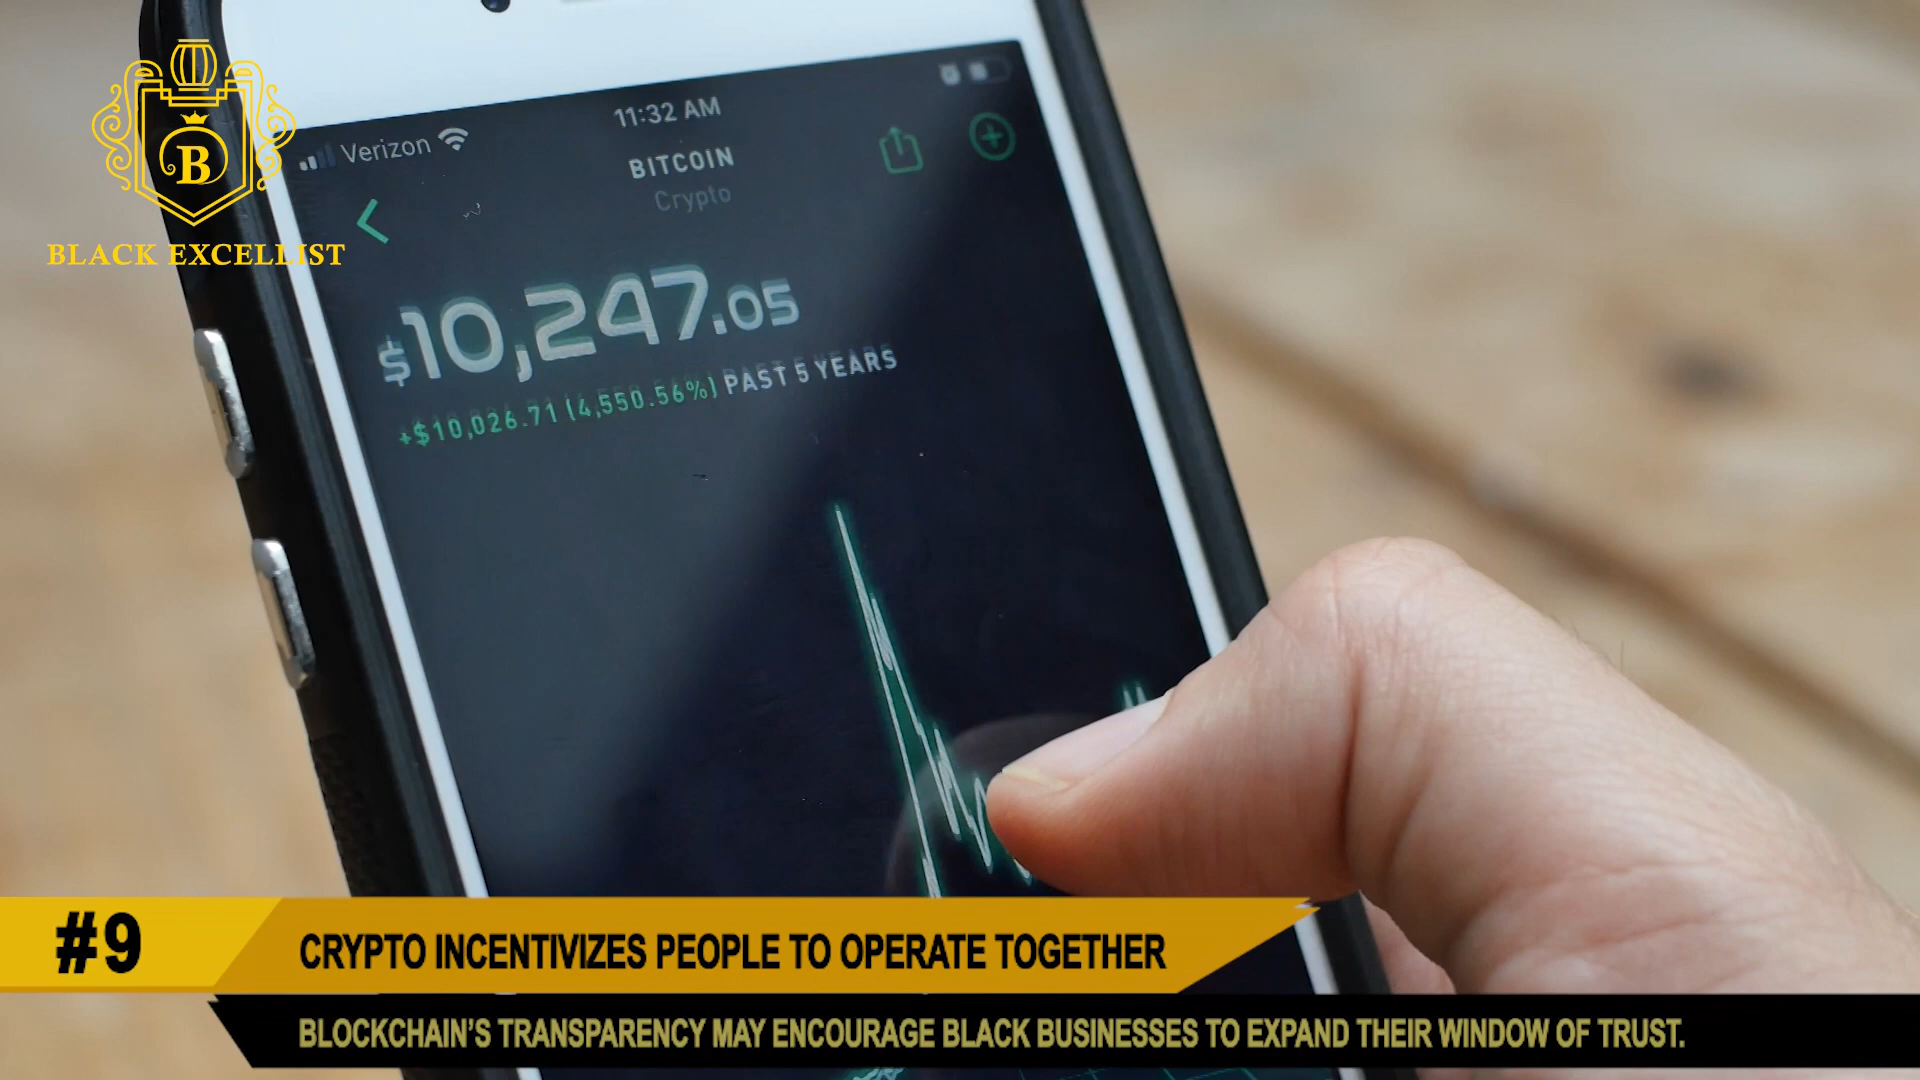 11:32 AM
Verizon
BITCOIN
Crypto
B
BLACK EXCELLIST
$10,247.05
+$10,026.71 (4,550.56%) PAST 5 YEARS
#9
CRYPTO INCENTIVIZES PEOPLE TO OPERATE TOGETHER
BLOCKCHAIN'S TRANSPARENCY MAY ENCOURAGE BLACK BUSINESSES TO EXPAND THEIR WINDOW OF TRUST.